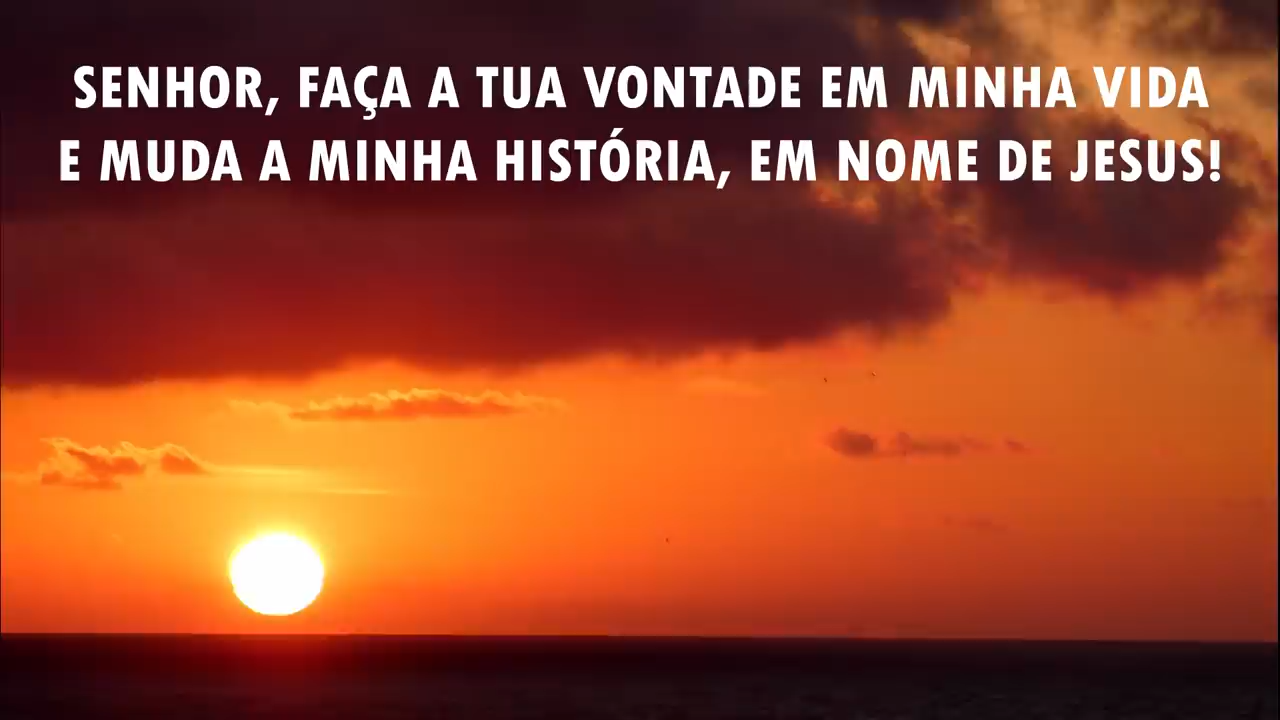 SENHOR, FAÇA A TUA VONTADE EM MINHA VIDA
E MUDA A MINHA HISTÓRIA, EM NOME DE JESUS!